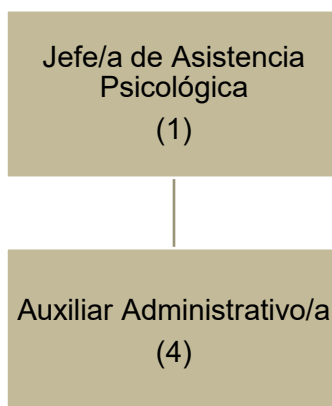 Jefe/a de Asistencia
Psicológica
(1)
Auxiliar Administrativo/a
(4)